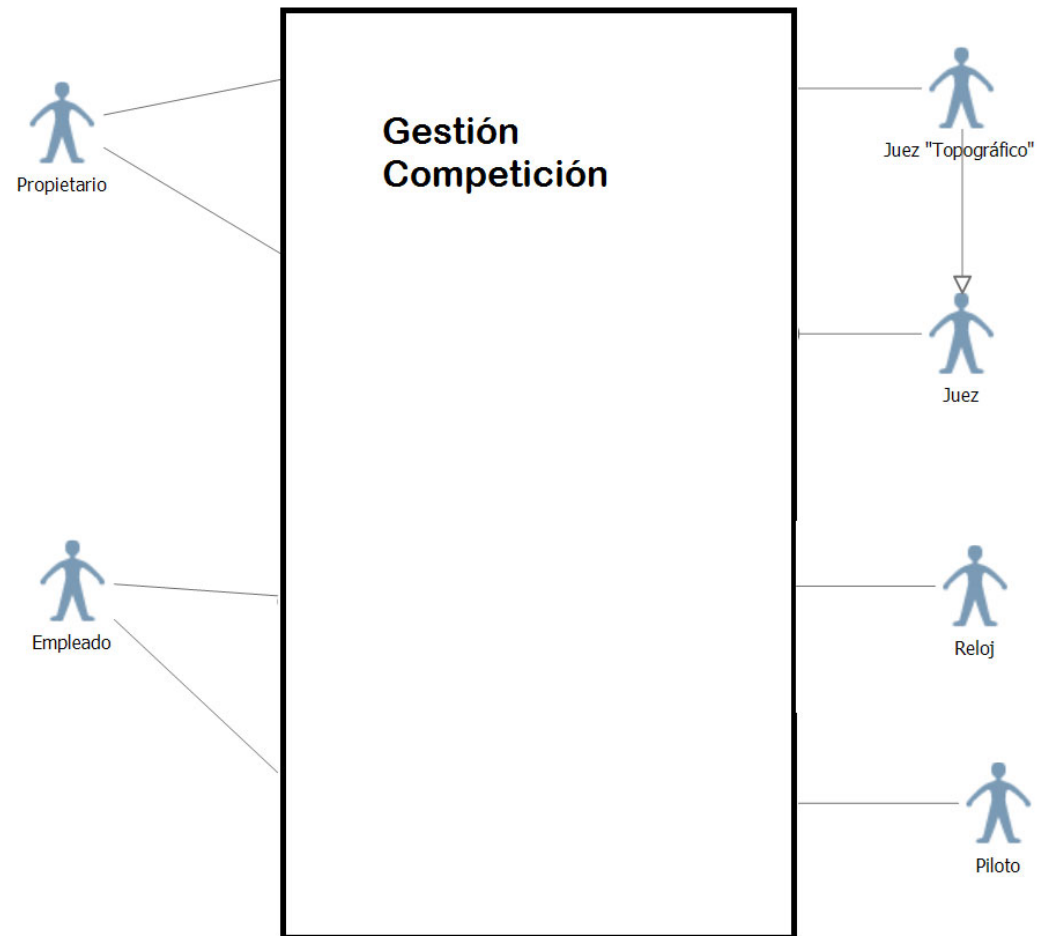 Gestión
Competición
Propietario
Juez "Topográfico"
Juez
Empleado
Reloj
Piloto